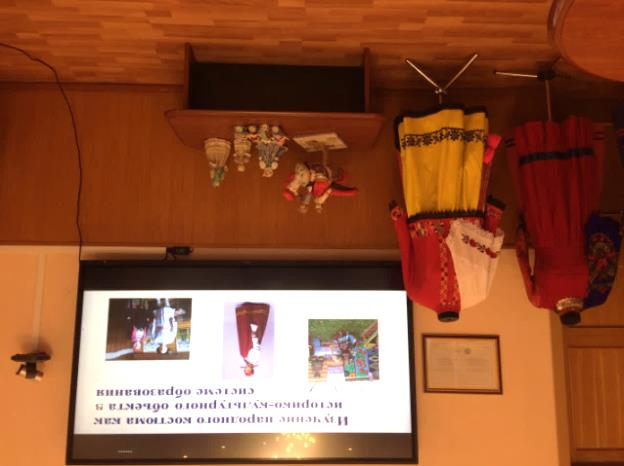 Изучение народного костюма как
историко-культурного объекта в
системе образования